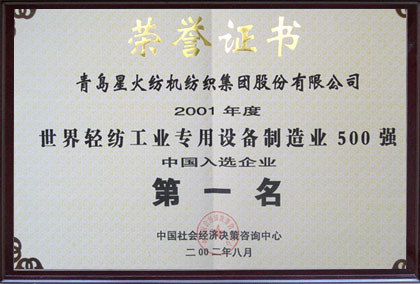 荣誉证书
青岛星火纺机纺织集团股份有限公司
2001年度
世界轻纺工业专用设备制造业500强
中国入选企业
第一名
中国社会经济决策咨询中心
二00二年八月